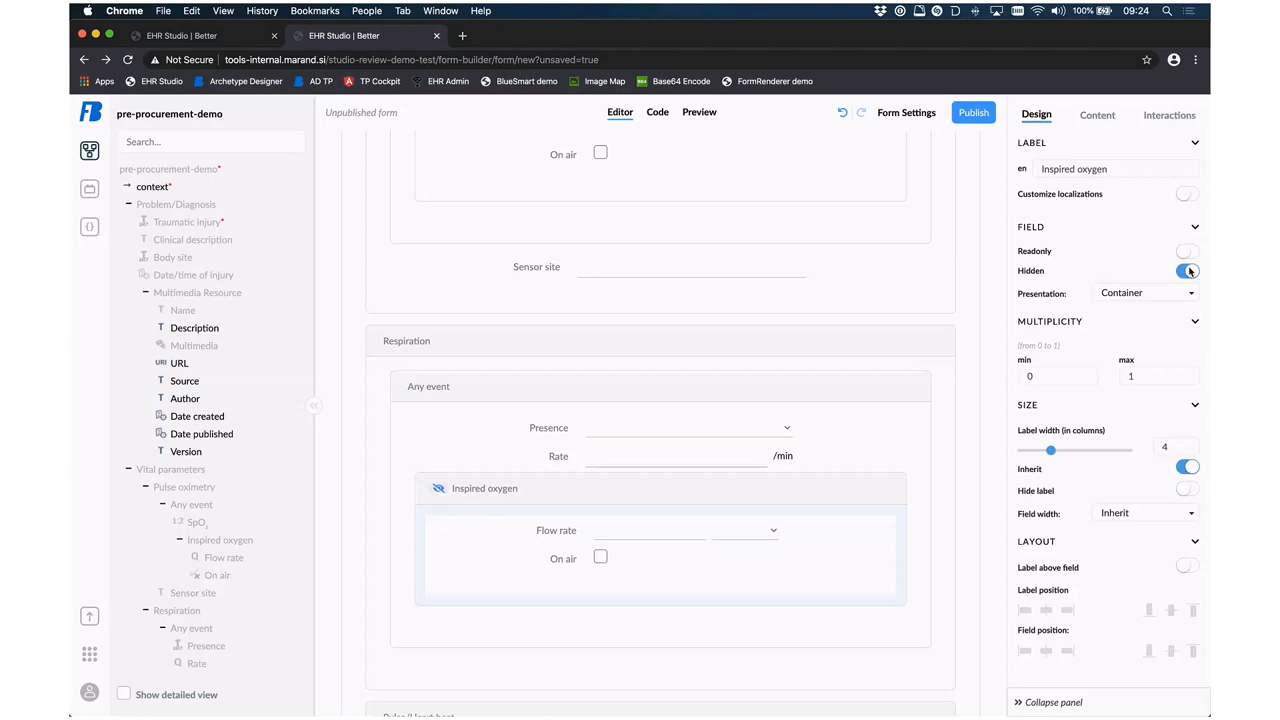 Chrome File Edit View History Bookmarks People Tab Window Help 100% 09:24
EHR Studio | Better EHR Studio | Better
Not Secure tools-internal.marand.si/studio-review-demo-test/form-builder/form/new?unsaved=true
Apps EHR Studio Archetype Designer AD TP TP Cockpit EHR Admin BlueSmart demo Image Map Base64 Encode FormRenderer demo
pre-procurement-demo
Search...
pre-procurement-demo*
context*
Problem/Diagnosis
Traumatic injury*
Clinical description
Body site
Date/time of injury
Multimedia Resource
Name
Description
Multimedia
URI URL
Source
Author
Date created
Date published
Version
Vital parameters
Pulse oximetry
Any event
1:2 SpO₂
Inspired oxygen
Flow rate
On air
Sensor site
Respiration
Any event
Presence
Rate
Show detailed view
Unpublished form Editor Code Preview Form Settings Publish
On air
Sensor site
Respiration
Any event
Presence
Rate /min
Inspired oxygen
Flow rate
On air
Design Content Interactions
LABEL
en Inspired oxygen
Customize localizations
FIELD
Readonly
Hidden
Presentation: Container
MULTIPLICITY
(from 0 to 1)
min max
0 1
SIZE
Label width (in columns)
4
Inherit
Hide label
Field width: Inherit
LAYOUT
Label above field
Label position
Field position:
Collapse panel